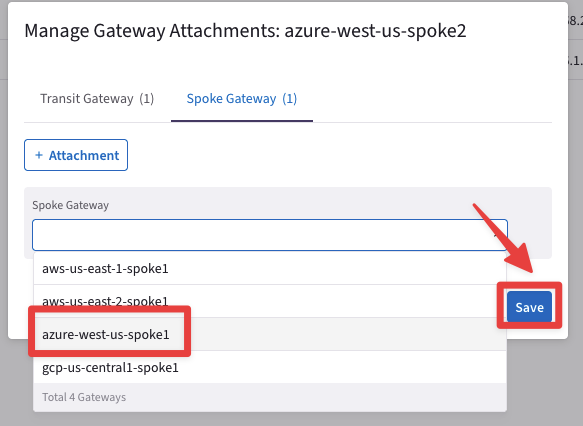 Manage Gateway Attachments: azure-west-us-spoke2
Transit Gateway (1) Spoke Gateway (1)
+ Attachment
Spoke Gateway
aws-us-east-1-spoke1
aws-us-east-2-spoke1
azure-west-us-spoke1
gcp-us-central1-spoke1
Total 4 Gateways
Save